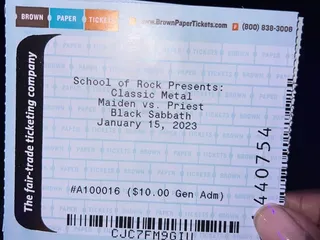 BROWN PAPER TICKETS
www.BrownPaperTickets.com
(800) 838-3006
The fair-trade ticketing company
School of Rock Presents:
Classic Metal
Maiden vs. Priest
Black Sabbath
January 15, 2023
#A100016 ($10.00 Gen Adm)
CJC7FM9GIU
440754